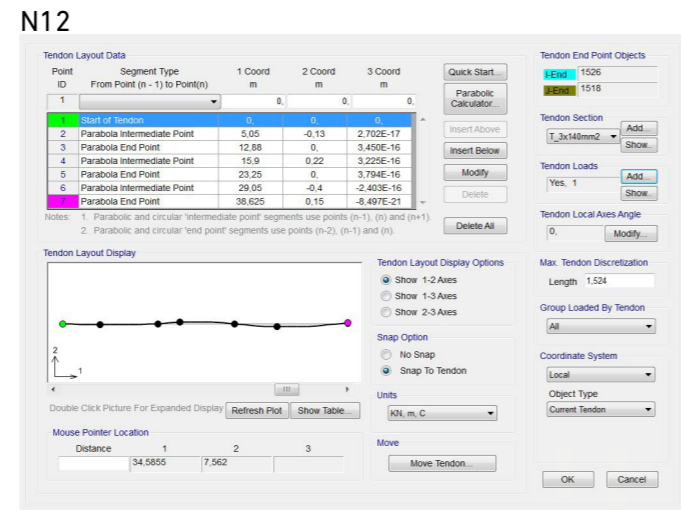 N12
Tendon Layout Data
Point Segment Type 1 Coord 2 Coord 3 Coord
ID From Point (n - 1) to Point(n) m m m
1 0, 0, 0,
1 Start of Tendon 0, 0, 0,
2 Parabola Intermediate Point 5,05 -0,13 2,702E-17
3 Parabola End Point 12,88 0, 3,450E-16
4 Parabola Intermediate Point 15,9 0,22 3,225E-16
5 Parabola End Point 23,25 0, 3,794E-16
6 Parabola Intermediate Point 29,05 -0,4 -2,403E-16
7 Parabola End Point 38,625 0,15 -8,497E-21
Notes: 1. Parabolic and circular 'intermediate point' segments use points (n-1), (n) and (n+1).
2. Parabolic and circular 'end point' segments use points (n-2), (n-1) and (n).
Quick Start...
Parabolic
Calculator...
Insert Above
Insert Below
Modify
Delete
Delete All
Tendon Layout Display
2
1
Double Click Picture For Expanded Display Refresh Plot Show Table...
Mouse Pointer Location
Distance 1 2 3
34,5855 7,562
Tendon Layout Display Options
Show 1-2 Axes
Show 1-3 Axes
Show 2-3 Axes
Snap Option
No Snap
Snap To Tendon
Units
KN, m, C
Move
Move Tendon...
Tendon End Point Objects
I-End 1526
J-End 1518
Tendon Section
T_3x140mm2 Add...
Show...
Tendon Loads
Yes, 1 Add...
Show...
Tendon Local Axes Angle
0, Modify...
Max. Tendon Discretization
Length 1,524
Group Loaded By Tendon
All
Coordinate System
Local
Object Type
Current Tendon
OK Cancel